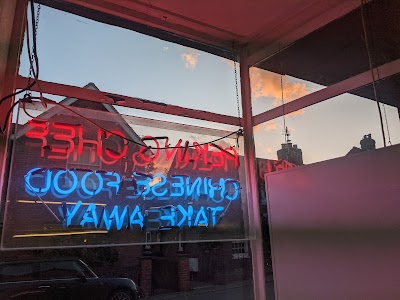 PEKING CHEF
CHINESE FOOD
TAKE AWAY